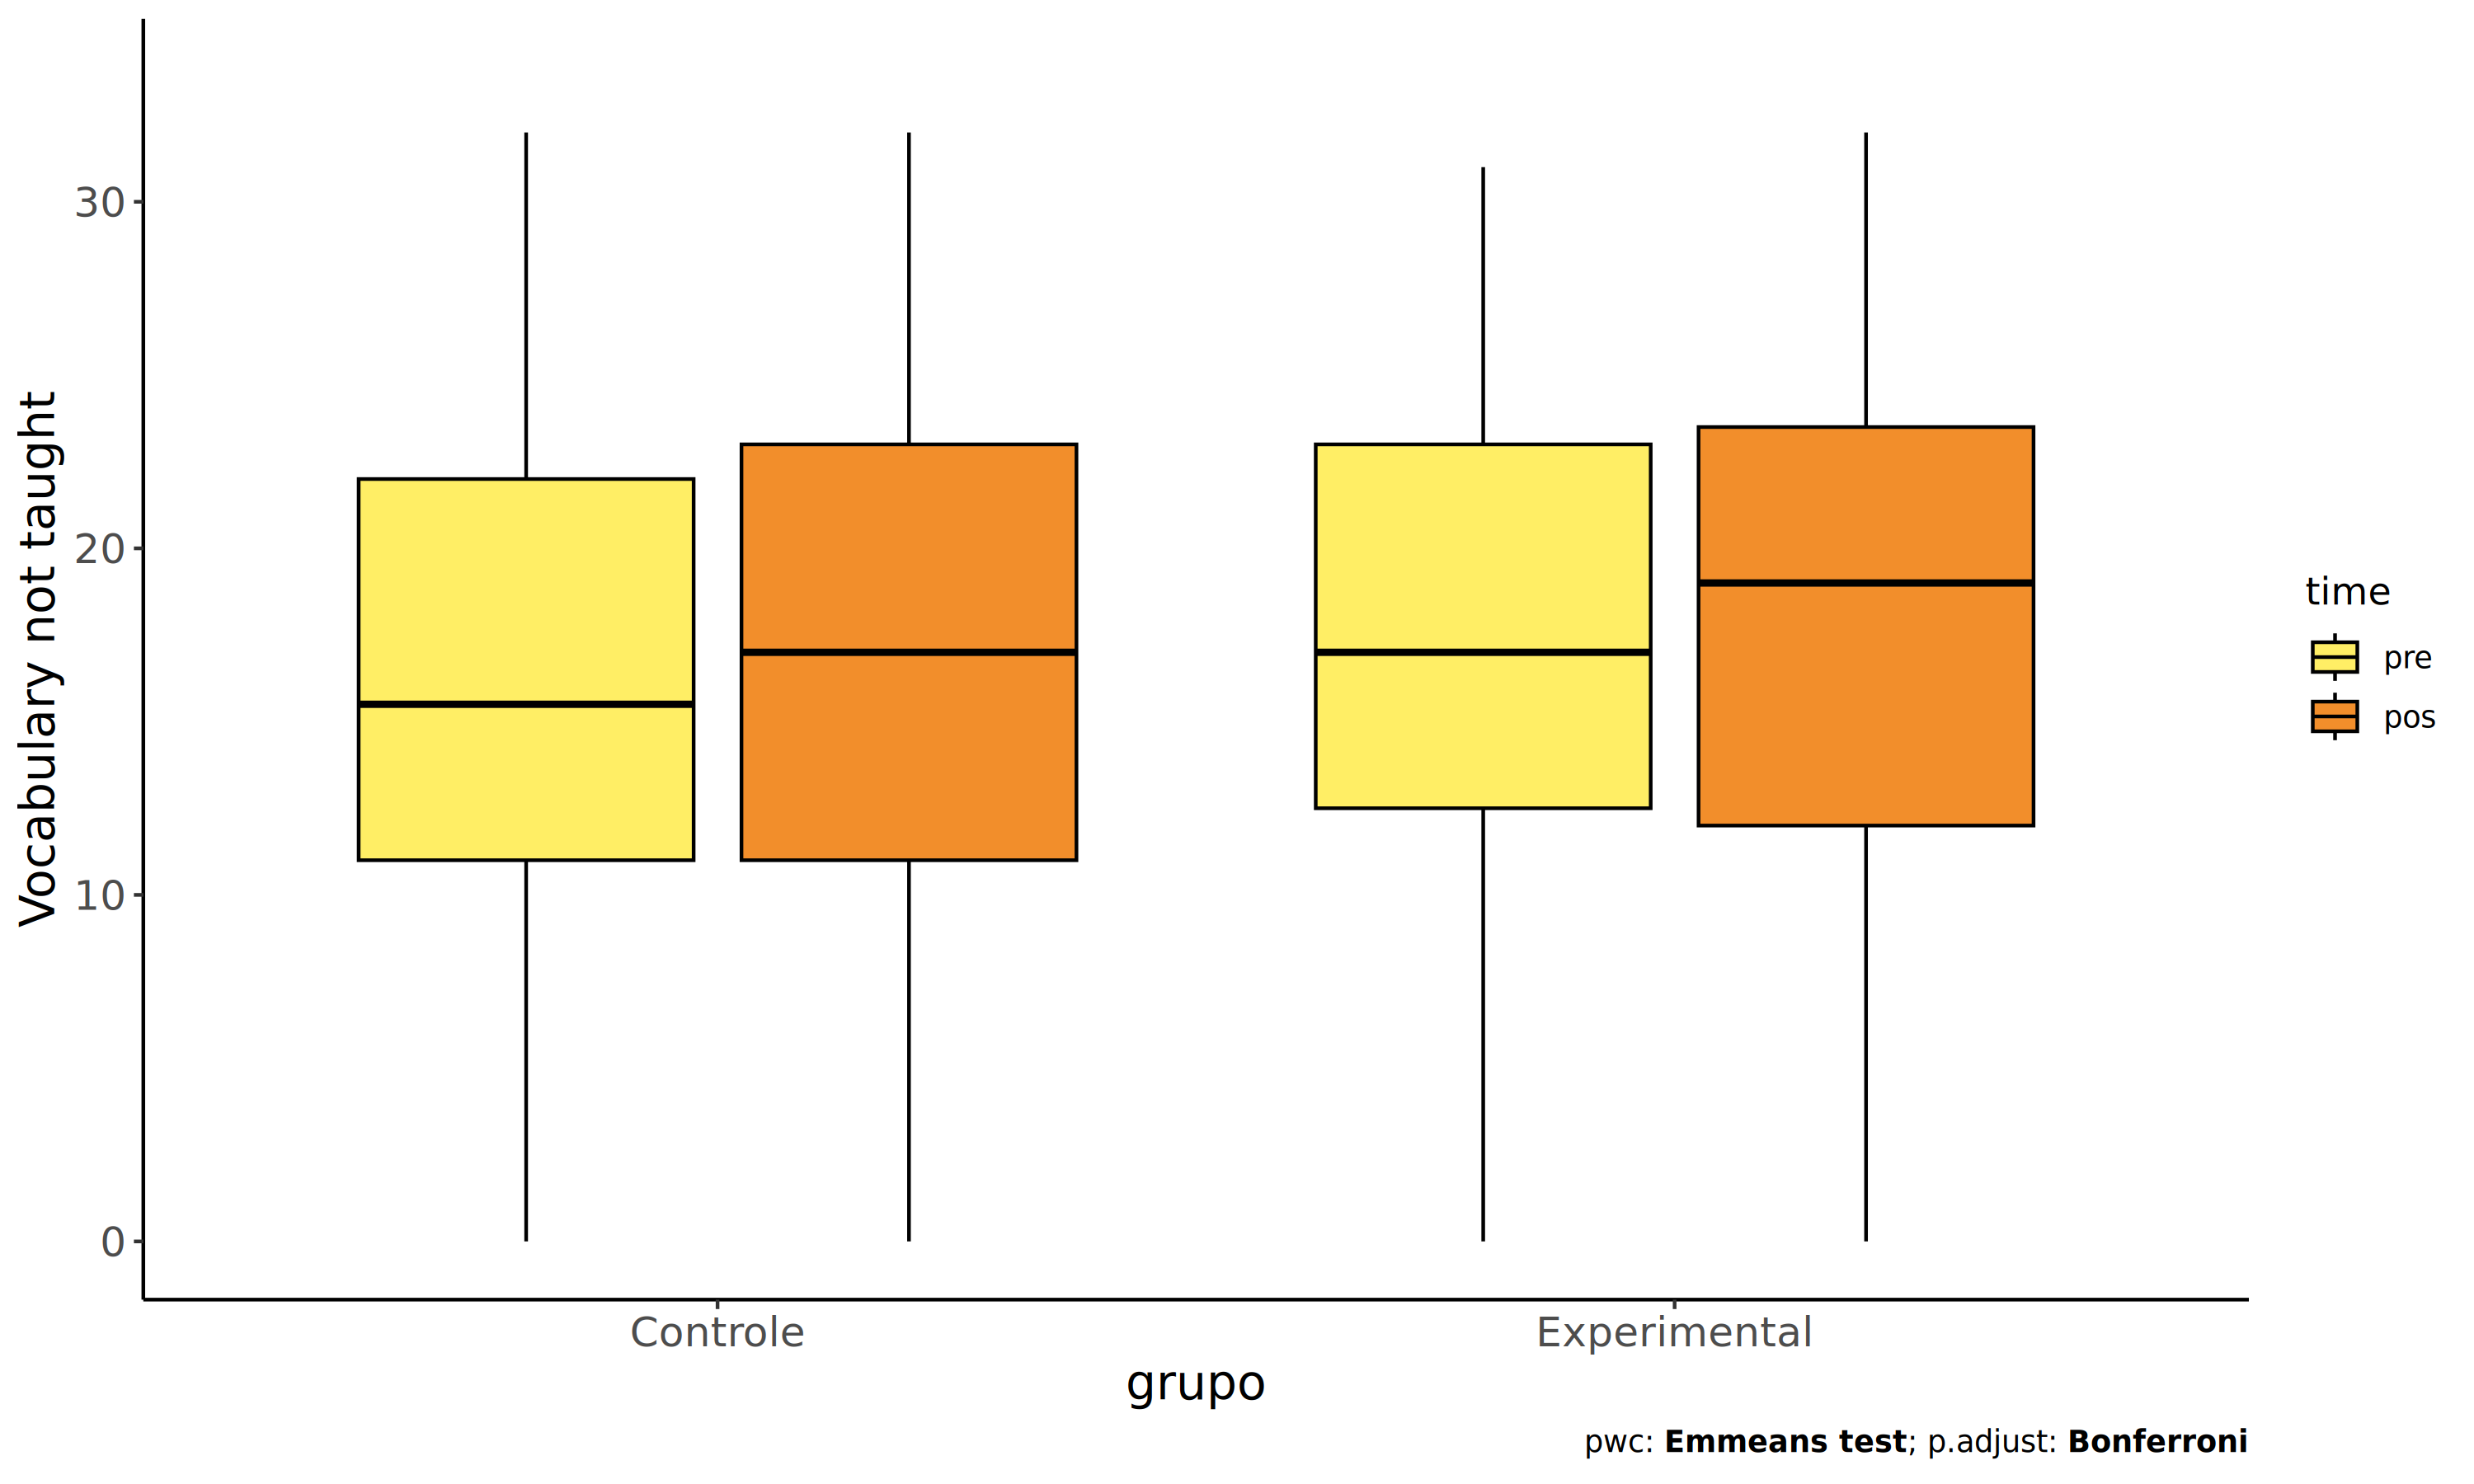 Vocabulary not taught
30
20
10
0
Controle
Experimental
grupo
time
pre
pos
pwc: Emmeans test; p.adjust: Bonferroni